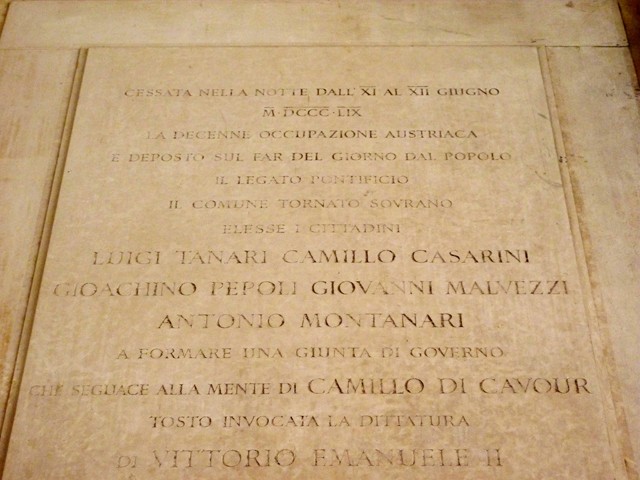 CESSATA NELLA NOTTE DALL' XI AL XII GIUGNO
M·DCCC·LIX
LA DECENNE OCCUPAZIONE AUSTRIACA
E DEPOSTO SUL FAR DEL GIORNO DAL POPOLO
IL LEGATO PONTIFICIO
IL COMUNE TORNATO SOVRANO
ELESSE I CITTADINI
LUIGI TANARI CAMILLO CASARINI
GIOACHINO PEPOLI GIOVANNI MALVEZZI
ANTONIO MONTANARI
A FORMARE UNA GIUNTA DI GOVERNO
CHE SEGUACE ALLA MENTE DI CAMILLO DI CAVOUR
TOSTO INVOCATA LA DITTATURA
DI VITTORIO EMANUELE II